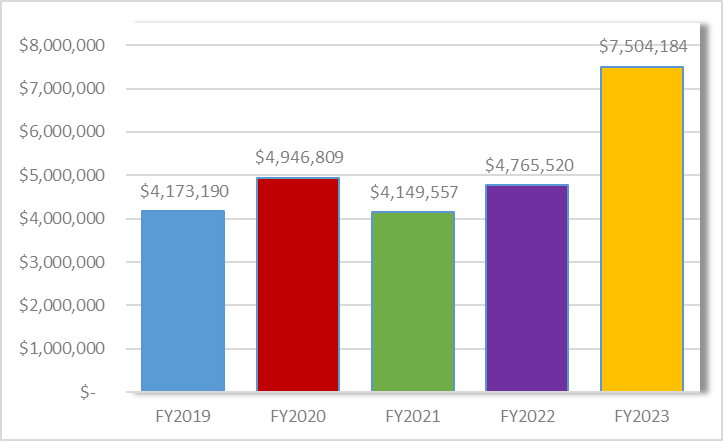 $8,000,000
$7,000,000
$6,000,000
$5,000,000
$4,000,000
$3,000,000
$2,000,000
$1,000,000
$-
$4,173,190
$4,946,809
$4,149,557
$4,765,520
$7,504,184
FY2019
FY2020
FY2021
FY2022
FY2023